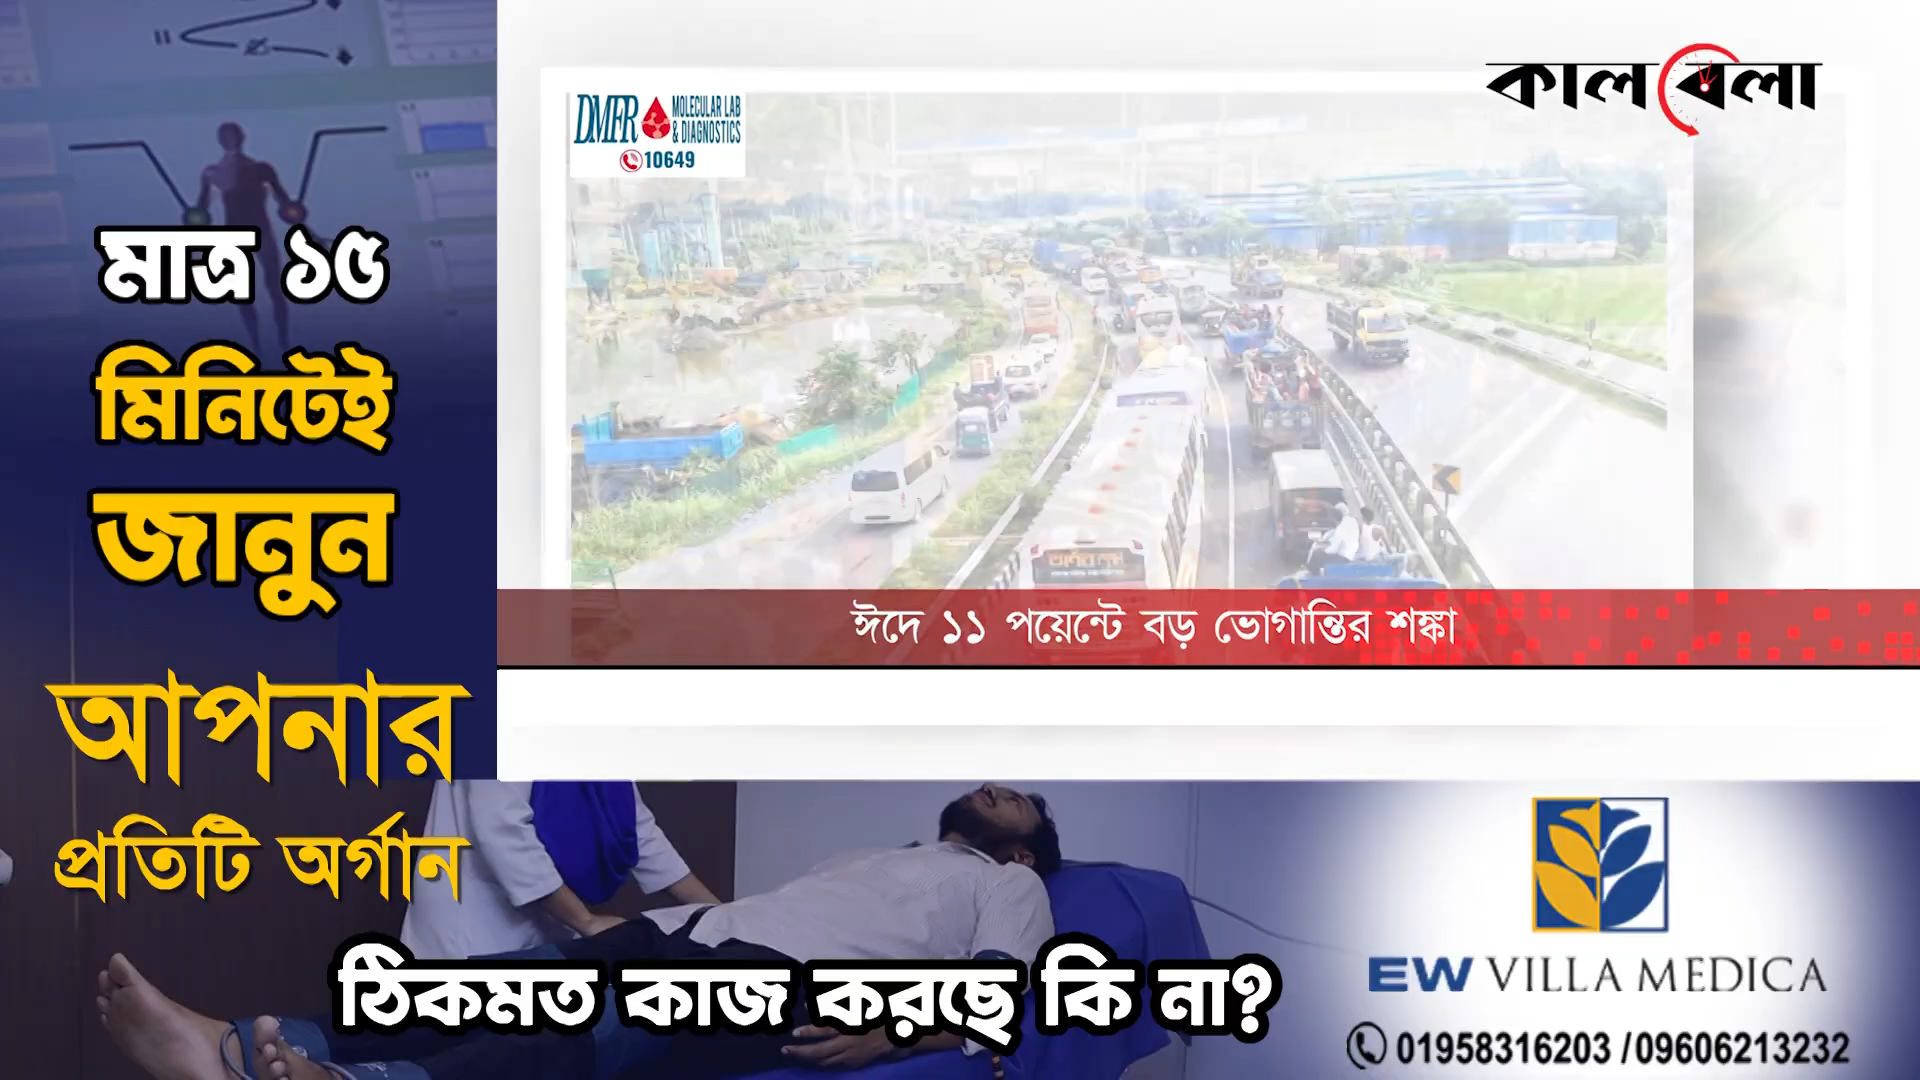 কালবেলা
DMFR MOLECULAR LAB
& DIAGNOSTICS
10649
ঈদে ১১ পয়েন্টে বড় ভোগান্তির শঙ্কা
মাত্র ১৫
মিনিটেই
জানুন
আপনার
প্রতিটি অর্গান
ঠিকমত কাজ করছে কি না?
EW VILLA MEDICA
01958316203 /09606213232